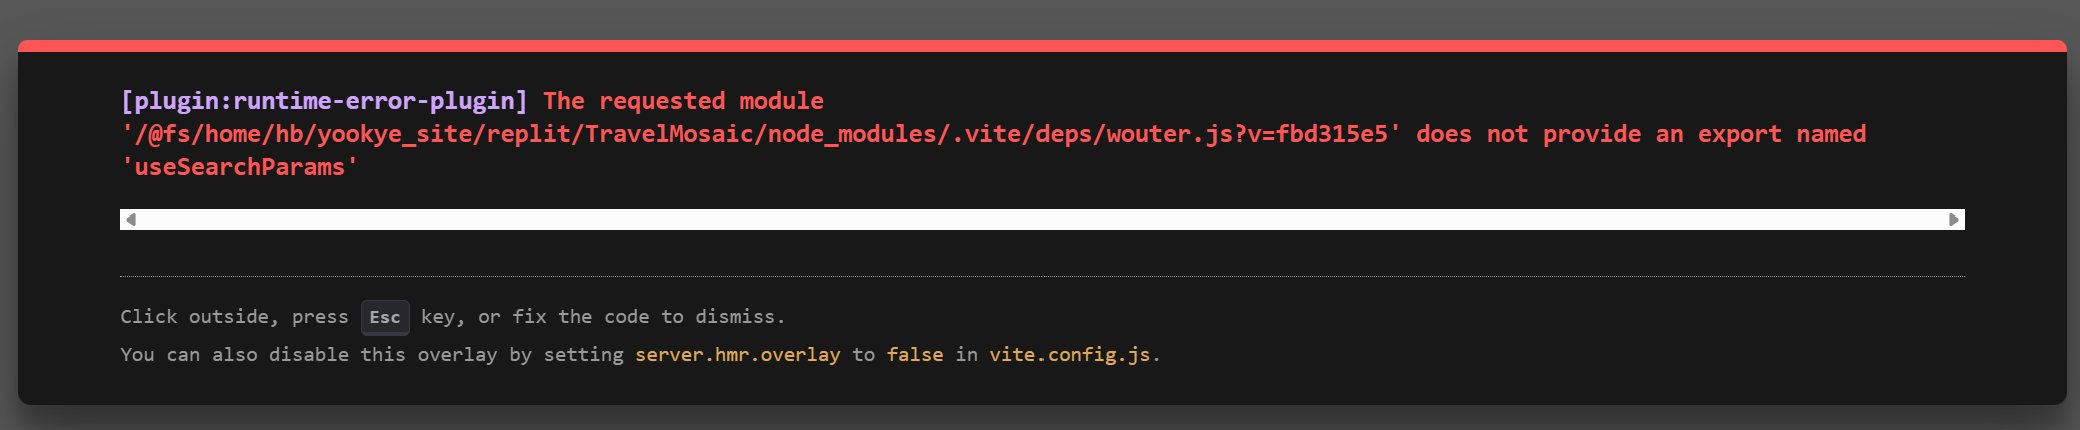 [plugin:runtime-error-plugin] The requested module
'/@fs/home/hb/yookye_site/replit/TravelMosaic/node_modules/.vite/deps/wouter.js?v=fbd315e5' does not provide an export named
'useSearchParams'
Click outside, press Esc key, or fix the code to dismiss.
You can also disable this overlay by setting server.hmr.overlay to false in vite.config.js.